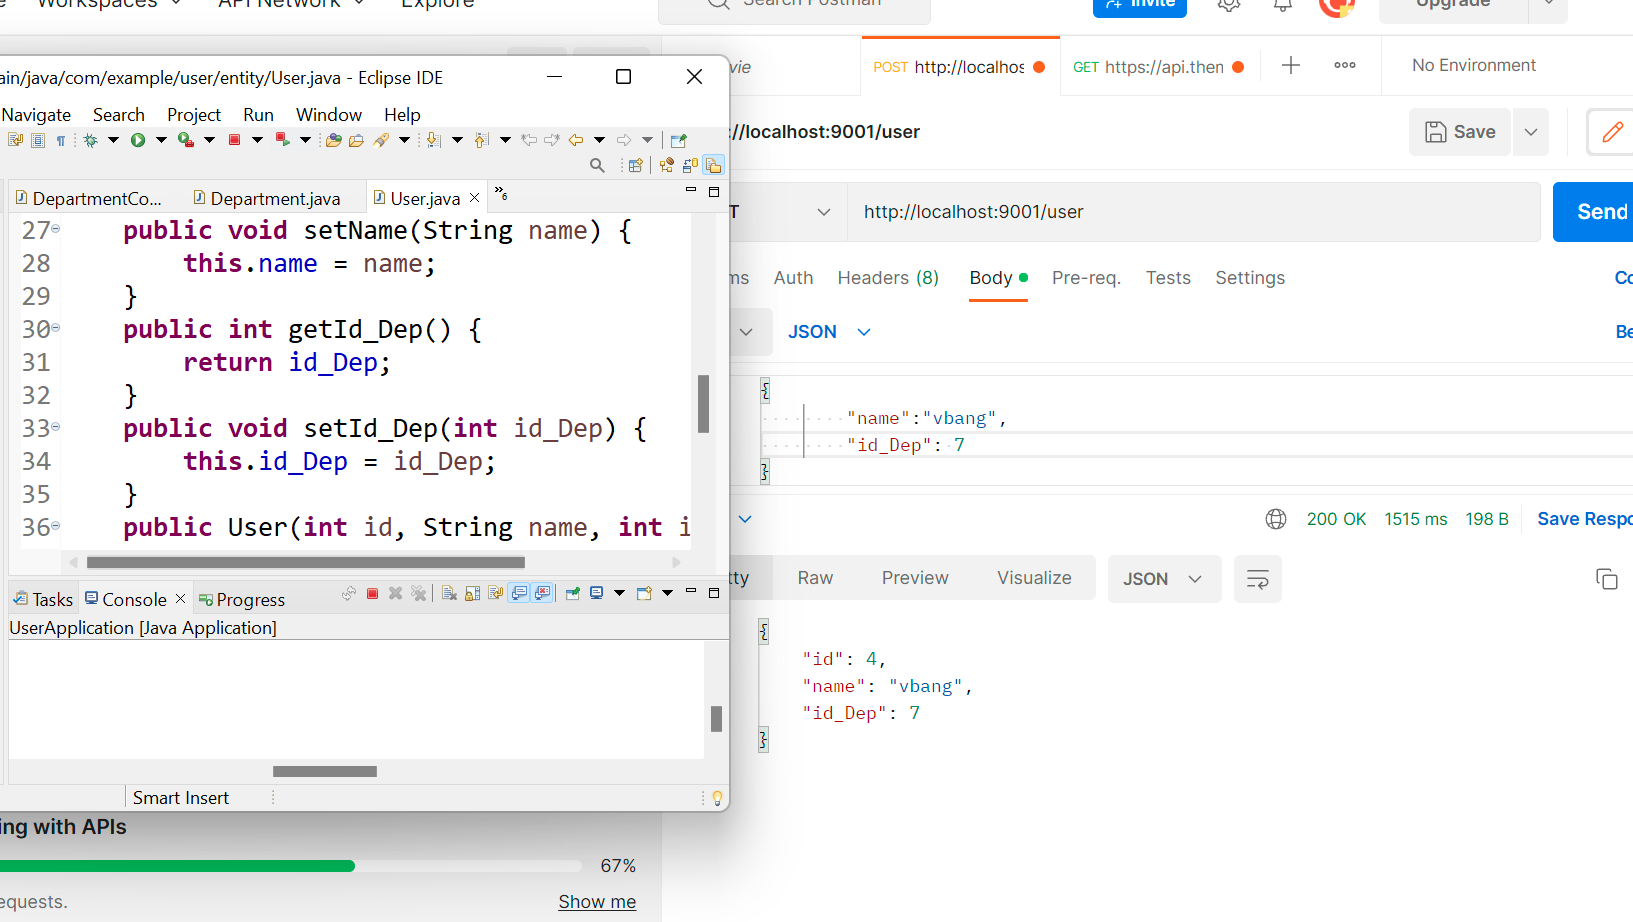 Workspaces
API Network
Explore
Search Postman
Invite
Upgrade
POST http://localhos
GET https://api.then
No Environment
://localhost:9001/user
Save
http://localhost:9001/user
Send
Auth
Headers (8)
Body
Pre-req.
Tests
Settings
JSON
{
"name":"vbang",
"id_Dep": 7
}
200 OK
1515 ms
198 B
Save Respo
Raw
Preview
Visualize
JSON
{
"id": 4,
"name": "vbang",
"id_Dep": 7
}
ain/java/com/example/user/entity/User.java - Eclipse IDE
Navigate Search Project Run Window Help
DepartmentCo...
Department.java
User.java
6
27 public void setName(String name) {
28 this.name = name;
29 }
30 public int getId_Dep() {
31 return id_Dep;
32 }
33 public void setId_Dep(int id_Dep) {
34 this.id_Dep = id_Dep;
35 }
36 public User(int id, String name, int i
Tasks
Console
Progress
UserApplication [Java Application]
Smart Insert
ing with APIs
67%
equests.
Show me